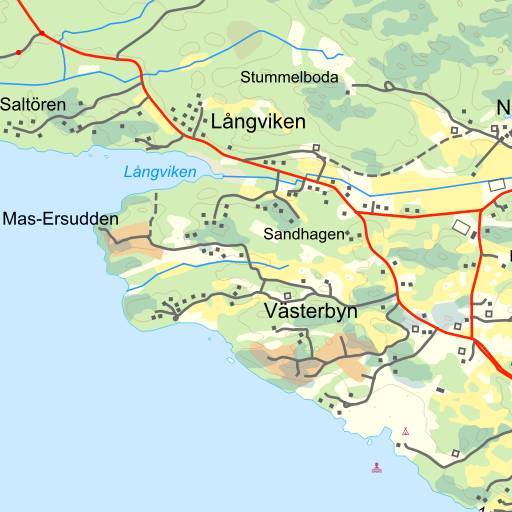 Stummelboda
Saltören
N
Långviken
Långviken
Mas-Ersudden
Sandhagen
Västerbyn